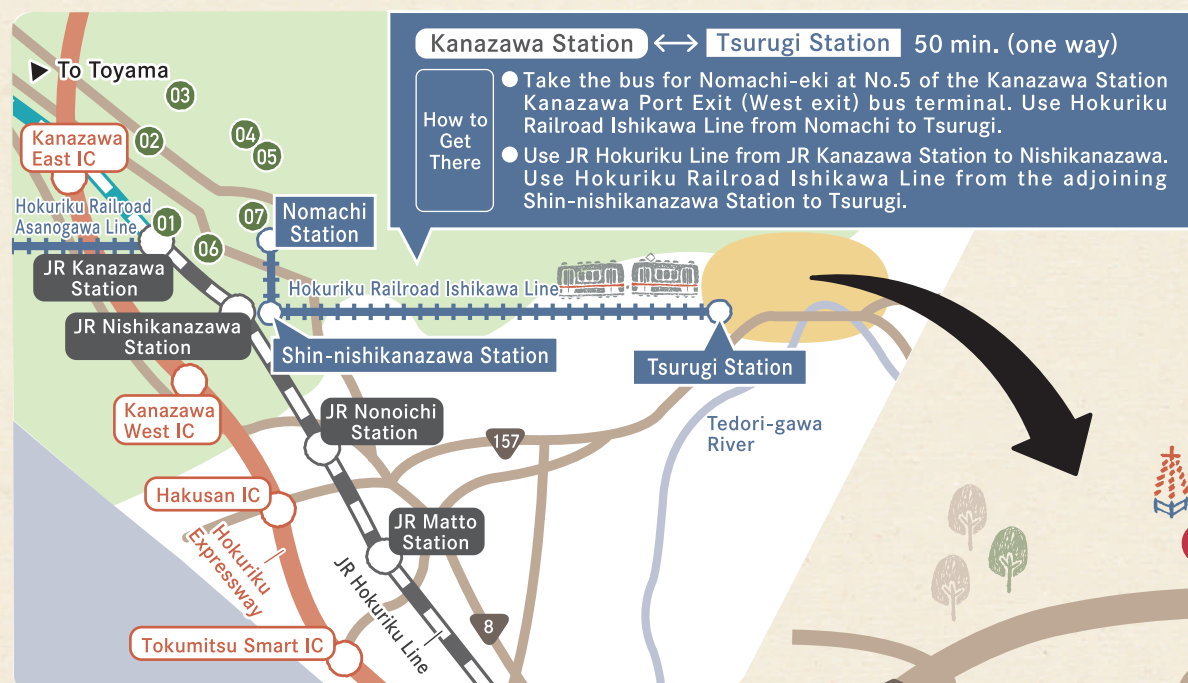 Kanazawa Station ↔ Tsurugi Station 50 min. (one way)
How to
Get
There
● Take the bus for Nomachi-eki at No.5 of the Kanazawa Station
Kanazawa Port Exit (West exit) bus terminal. Use Hokuriku
Railroad Ishikawa Line from Nomachi to Tsurugi.
● Use JR Hokuriku Line from JR Kanazawa Station to Nishikanazawa.
Use Hokuriku Railroad Ishikawa Line from the adjoining
Shin-nishikanazawa Station to Tsurugi.
▶ To Toyama
03
Kanazawa
East IC
02
04
05
Hokuriku Railroad
Asanogawa Line
01
07
06
Nomachi
Station
JR Kanazawa
Station
Hokuriku Railroad Ishikawa Line
JR Nishikanazawa
Station
Shin-nishikanazawa Station
Tsurugi Station
Kanazawa
West IC
JR Nonoichi
Station
157
Tedori-gawa
River
Hakusan IC
JR Matto
Station
Hokuriku
Expressway
JR Hokuriku Line
8
Tokumitsu Smart IC